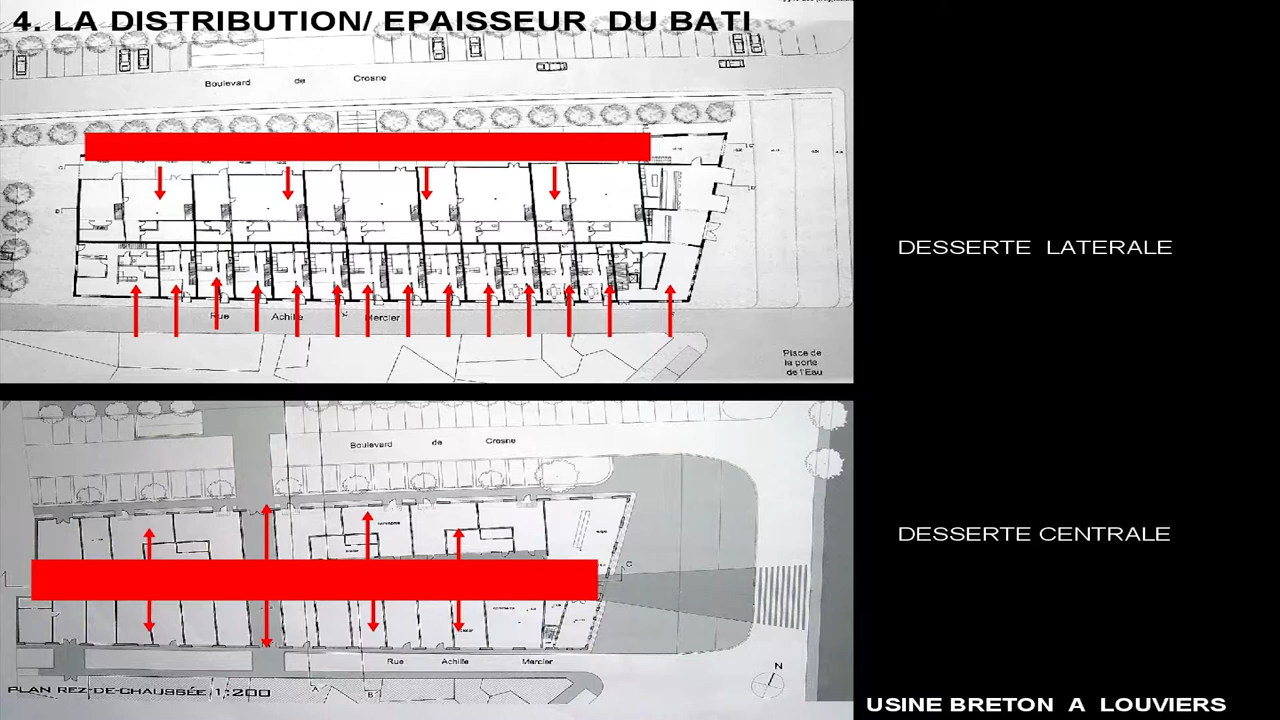 4. LA DISTRIBUTION/ EPAISSEUR DU BATI
Boulevard de Crosne
DESSERTE LATERALE
Rue Achille Mercier
Place de
la porte
de l'Eau
Boulevard de Crosne
DESSERTE CENTRALE
C
Rue Achille Mercier
N
PLAN REZ-DE-CHAUSSÉE 1:200
A
B
USINE BRETON A LOUVIERS